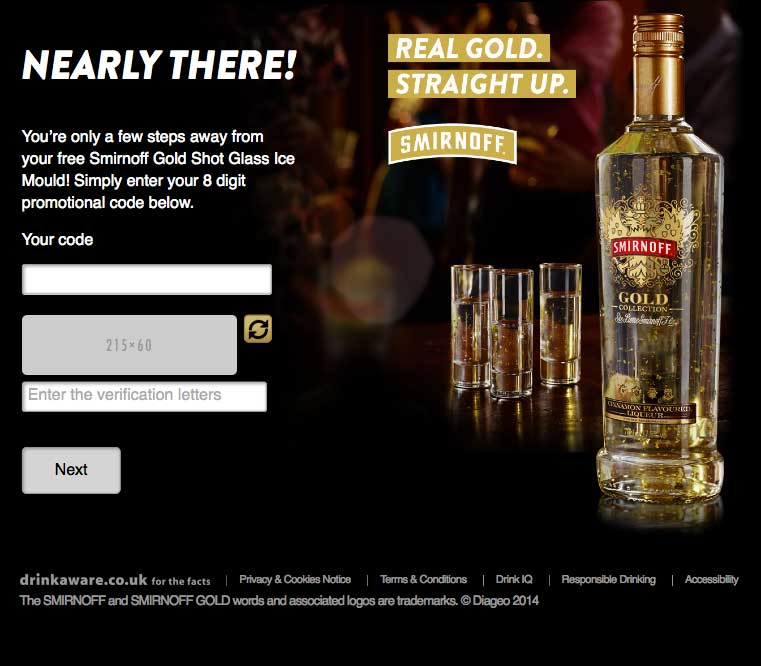 NEARLY THERE!
REAL GOLD.
STRAIGHT UP.
SMIRNOFF
You're only a few steps away from
your free Smirnoff Gold Shot Glass Ice
Mould! Simply enter your 8 digit
promotional code below.
Your code
215×60
Enter the verification letters
Next
SMIRNOFF
GOLD
COLLECTION
CINNAMON FLAVOURED
LIQUEUR
drinkaware.co.uk for the facts | Privacy & Cookies Notice | Terms & Conditions | Drink IQ | Responsible Drinking | Accessibility
The SMIRNOFF and SMIRNOFF GOLD words and associated logos are trademarks. © Diageo 2014